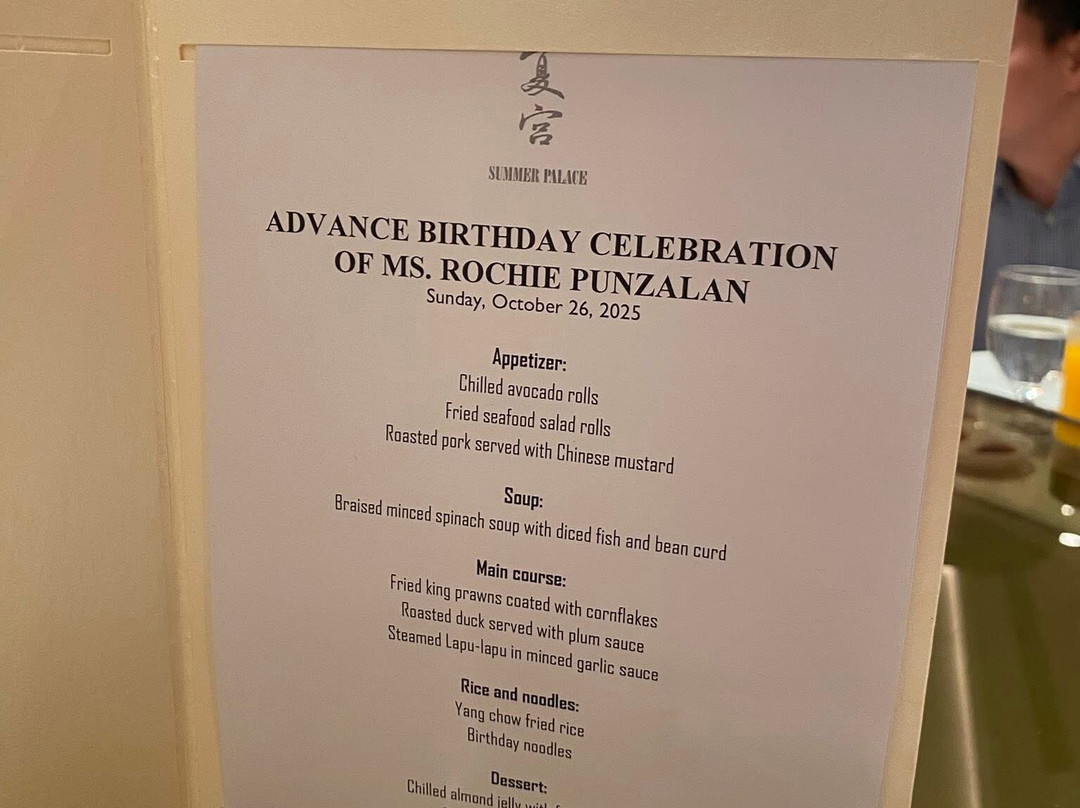 夏
宮
SUMMER PALACE
ADVANCE BIRTHDAY CELEBRATION
OF MS. ROCHIE PUNZALAN
Sunday, October 26, 2025
Appetizer:
Chilled avocado rolls
Fried seafood salad rolls
Roasted pork served with Chinese mustard
Soup:
Braised minced spinach soup with diced fish and bean curd
Main course:
Fried king prawns coated with cornflakes
Roasted duck served with plum sauce
Steamed Lapu-lapu in minced garlic sauce
Rice and noodles:
Yang chow fried rice
Birthday noodles
Dessert:
Chilled almond jelly with